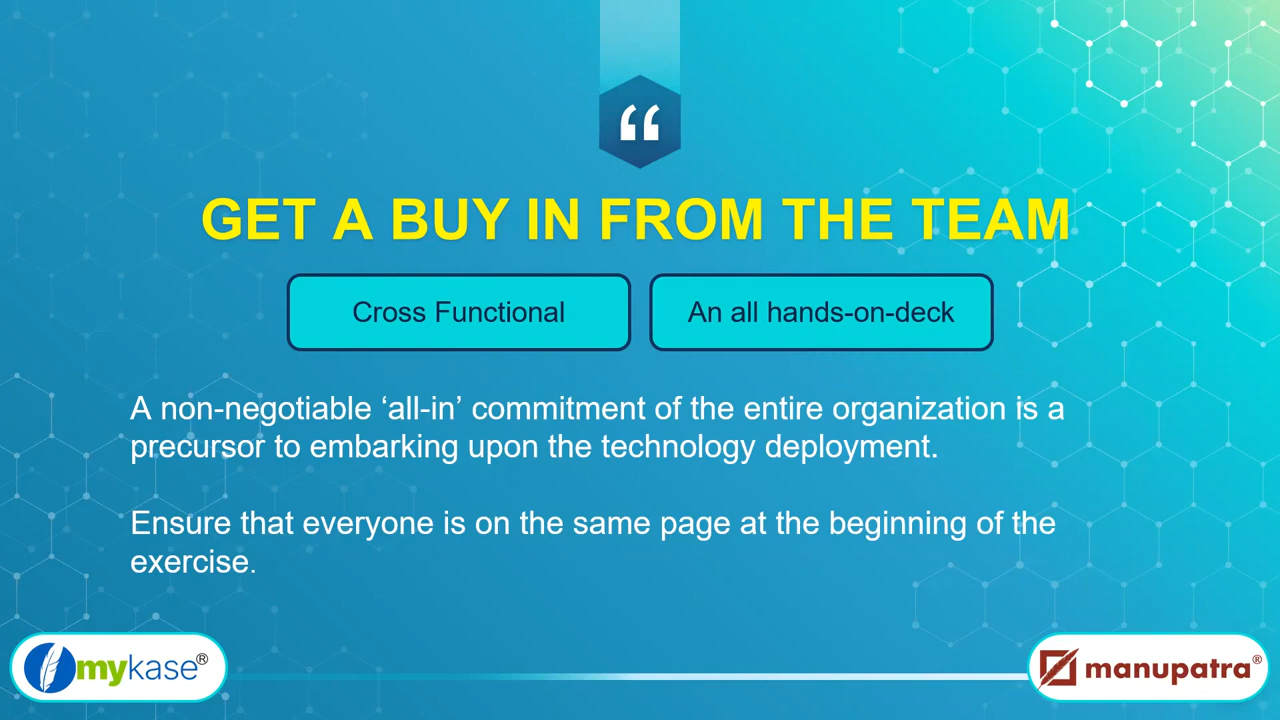 “
GET A BUY IN FROM THE TEAM
Cross Functional
An all hands-on-deck
A non-negotiable ‘all-in’ commitment of the entire organization is a
precursor to embarking upon the technology deployment.
Ensure that everyone is on the same page at the beginning of the
exercise.
mykase®
manupatra®